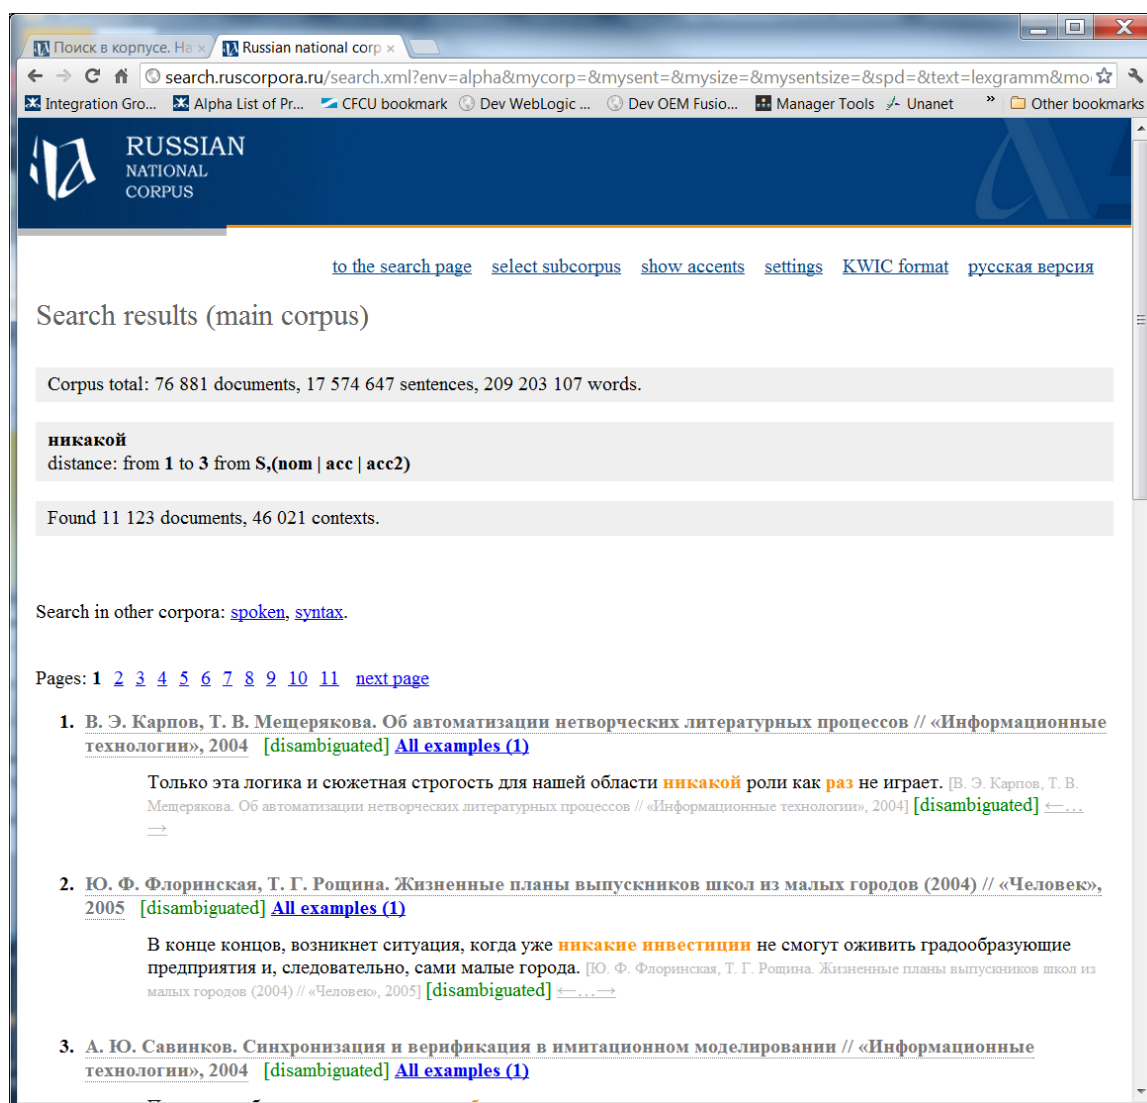 Поиск в корпусе. На
Russian national corp
search.ruscorpora.ru/search.xml?env=alpha&mycorp=&mysent=&mysize=&mysentsize=&spd=&text=lexgramm&mo
Integration Gro... Alpha List of Pr... CFCU bookmark Dev WebLogic ... Dev OEM Fusio... Manager Tools Unanet » Other bookmarks
RUSSIAN
NATIONAL
CORPUS
to the search page select subcorpus show accents settings KWIC format русская версия
Search results (main corpus)
Corpus total: 76 881 documents, 17 574 647 sentences, 209 203 107 words.
никакой
distance: from 1 to 3 from S,(nom | acc | acc2)
Found 11 123 documents, 46 021 contexts.
Search in other corpora: spoken, syntax.
Pages: 1 2 3 4 5 6 7 8 9 10 11 next page
1. В. Э. Карпов, Т. В. Мещерякова. Об автоматизации нетворческих литературных процессов // «Информационные
технологии», 2004 [disambiguated] All examples (1)
Только эта логика и сюжетная строгость для нашей области никакой роли как раз не играет. [В. Э. Карпов, Т. В.
Мещерякова. Об автоматизации нетворческих литературных процессов // «Информационные технологии», 2004] [disambiguated] ←…
→
2. Ю. Ф. Флоринская, Т. Г. Рощина. Жизненные планы выпускников школ из малых городов (2004) // «Человек»,
2005 [disambiguated] All examples (1)
В конце концов, возникнет ситуация, когда уже никакие инвестиции не смогут оживить градообразующие
предприятия и, следовательно, сами малые города. [Ю. Ф. Флоринская, Т. Г. Рощина. Жизненные планы выпускников школ из
малых городов (2004) // «Человек», 2005] [disambiguated] ←…→
3. А. Ю. Савинков. Синхронизация и верификация в имитационном моделировании // «Информационные
технологии», 2004 [disambiguated] All examples (1)